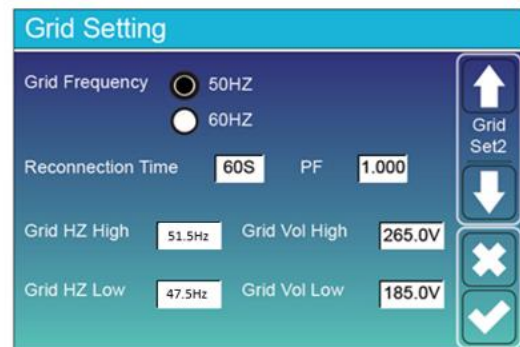 Grid Setting
Grid Frequency 50HZ
60HZ
Grid
Set2
Reconnection Time 60S PF 1.000
Grid HZ High 51.5Hz Grid Vol High 265.0V
Grid HZ Low 47.5Hz Grid Vol Low 185.0V